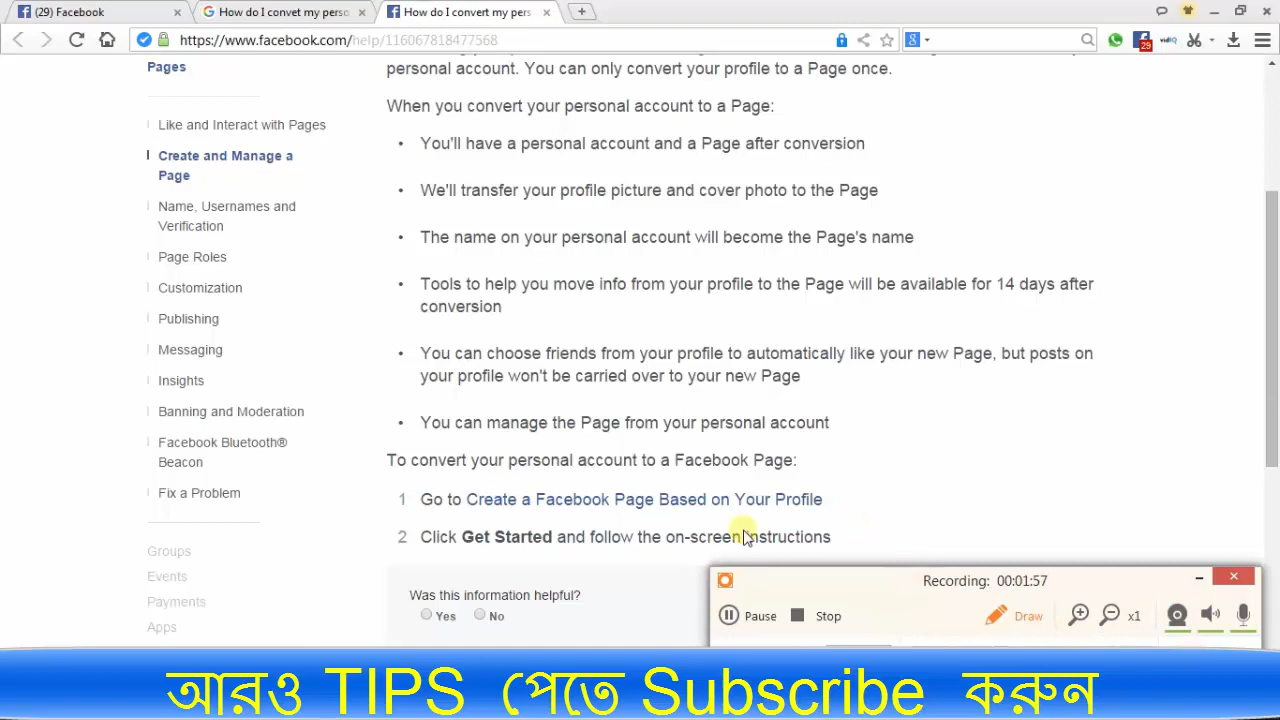 (29) Facebook
How do I convet my perso
How do I convert my pers
https://www.facebook.com/help/116067818477568
29
vidIQ
Pages
Like and Interact with Pages
Create and Manage a
Page
Name, Usernames and
Verification
Page Roles
Customization
Publishing
Messaging
Insights
Banning and Moderation
Facebook Bluetooth®
Beacon
Fix a Problem
Groups
Events
Payments
Apps
personal account. You can only convert your profile to a Page once.
When you convert your personal account to a Page:
• You'll have a personal account and a Page after conversion
• We'll transfer your profile picture and cover photo to the Page
• The name on your personal account will become the Page's name
• Tools to help you move info from your profile to the Page will be available for 14 days after
conversion
• You can choose friends from your profile to automatically like your new Page, but posts on
your profile won't be carried over to your new Page
• You can manage the Page from your personal account
To convert your personal account to a Facebook Page:
1 Go to Create a Facebook Page Based on Your Profile
2 Click Get Started and follow the on-screen instructions
Was this information helpful?
Yes No
Recording: 00:01:57
Pause Stop Draw x1
আরও TIPS পেতে Subscribe করুন